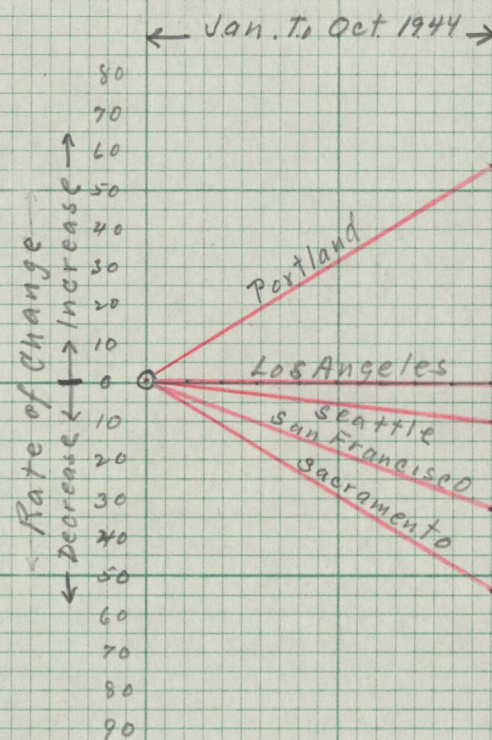 Jan. To Oct. 1944
80
70
60
50
40
30
20
10
0
10
20
30
40
50
60
70
80
90
Rate of Change
Decrease
Increase
Portland
Los Angeles
Seattle
San Francisco
Sacramento